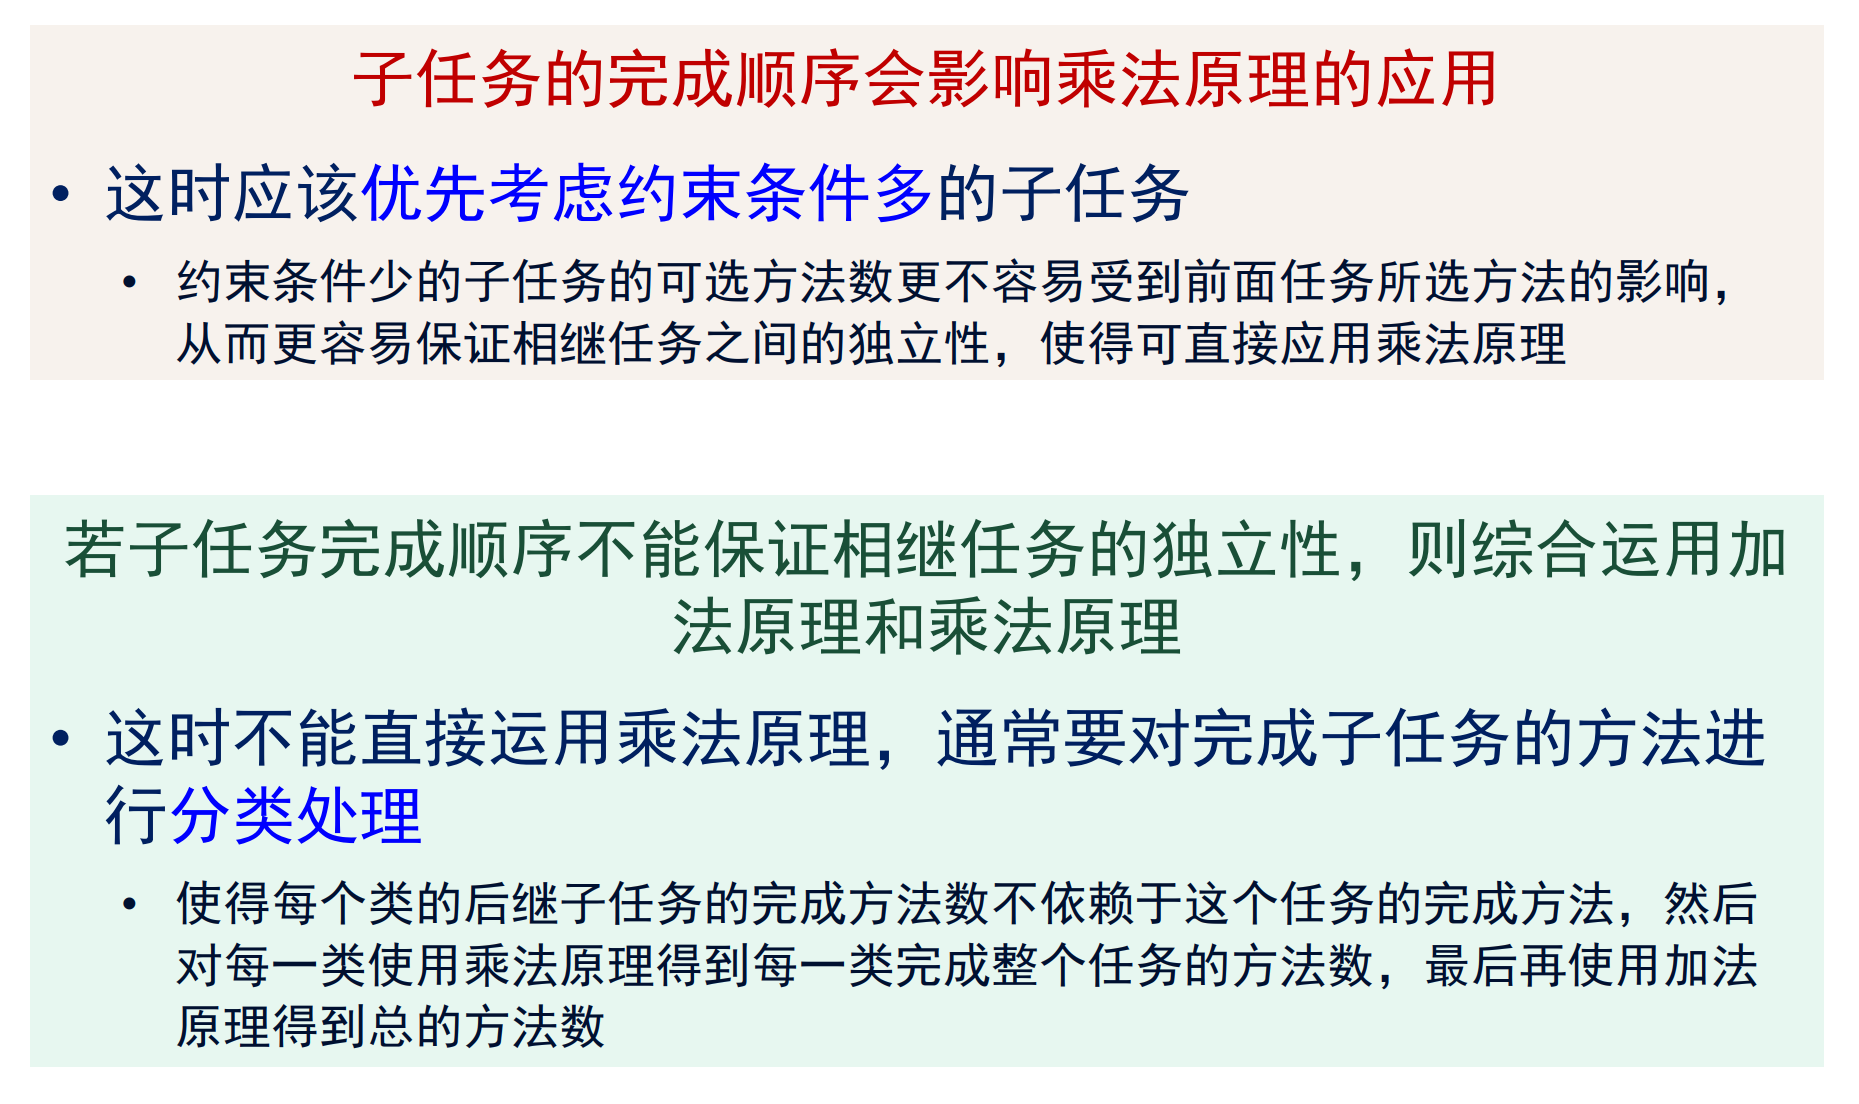 子任务的完成顺序会影响乘法原理的应用
• 这时应该优先考虑约束条件多的子任务
• 约束条件少的子任务的可选方法数更不容易受到前面任务所选方法的影响，
从而更容易保证相继任务之间的独立性，使得可直接应用乘法原理
若子任务完成顺序不能保证相继任务的独立性，则综合运用加
法原理和乘法原理
• 这时不能直接运用乘法原理，通常要对完成子任务的方法进
行分类处理
• 使得每个类的后继子任务的完成方法数不依赖于这个任务的完成方法，然后
对每一类使用乘法原理得到每一类完成整个任务的方法数，最后再使用加法
原理得到总的方法数